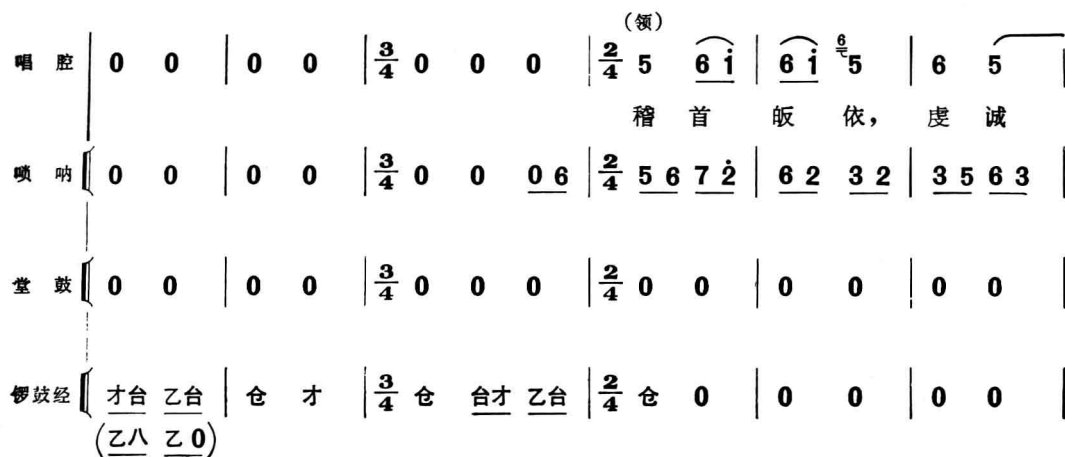 (领)
唱腔 0 0 | 0 0 | 3/4 0 0 0 | 2/4 5 6 i̇ | 6 i̇ 6 5 | 6 5 |
稽 首 皈 依， 虔 诚
唢呐 0 0 | 0 0 | 3/4 0 0 0 6 | 2/4 5 6 7 2̇ | 6 2 3 2 | 3 5 6 3 |
堂鼓 0 0 | 0 0 | 3/4 0 0 0 | 2/4 0 0 | 0 0 | 0 0 |
锣鼓经 才台 乙台 | 仓 才 | 3/4 仓 台才 乙台 | 2/4 仓 0 | 0 0 | 0 0 |
(乙八 乙0)